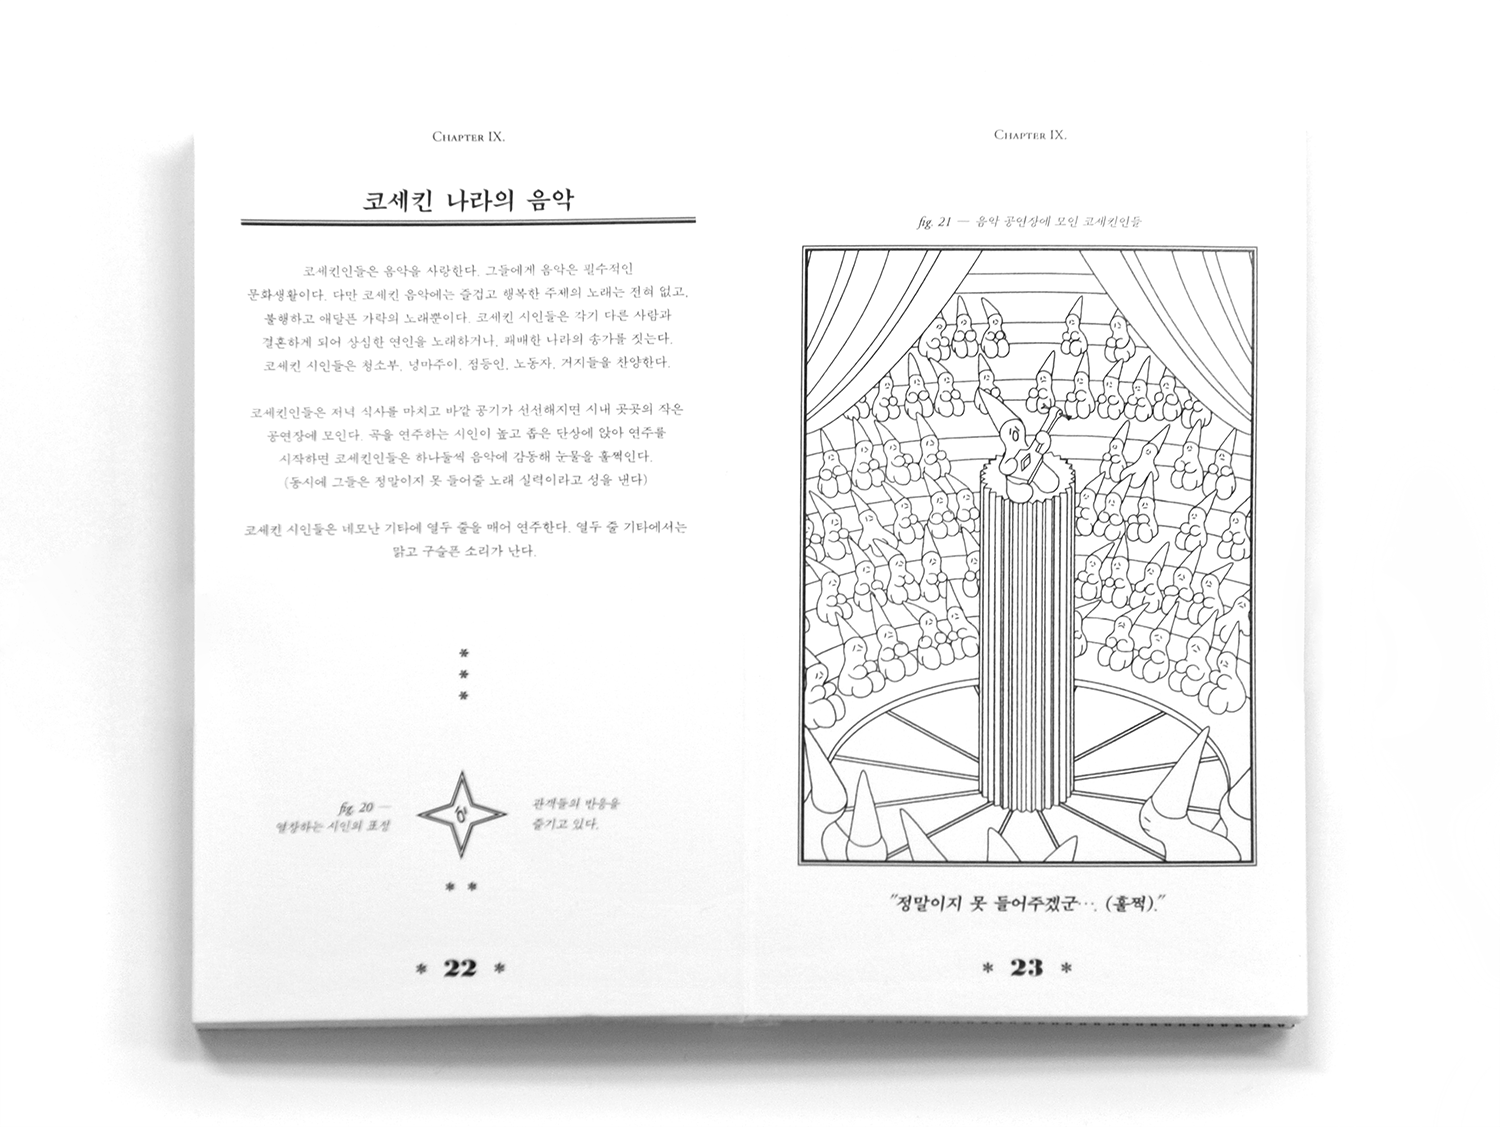 CHAPTER IX.
코세킨 나라의 음악
코세킨인들은 음악을 사랑한다. 그들에게 음악은 필수적인
문화생활이다. 다만 코세킨 음악에는 즐겁고 행복한 주제의 노래는 전혀 없고,
불행하고 애달픈 가락의 노래뿐이다. 코세킨 시인들은 각기 다른 사람과
결혼하게 되어 상심한 연인을 노래하거나, 패배한 나라의 송가를 짓는다.
코세킨 시인들은 청소부, 넝마주이, 점등인, 노동자, 거지들을 찬양한다.
코세킨인들은 저녁 식사를 마치고 바깥 공기가 선선해지면 시내 곳곳의 작은
공연장에 모인다. 곡을 연주하는 시인이 높고 좁은 단상에 앉아 연주를
시작하면 코세킨인들은 하나둘씩 음악에 감동해 눈물을 훌쩍인다.
(동시에 그들은 정말이지 못 들어줄 노래 실력이라고 성을 낸다)
코세킨 시인들은 네모난 기타에 열두 줄을 매어 연주한다. 열두 줄 기타에서는
맑고 구슬픈 소리가 난다.
*
*
*
fig. 20 —
열창하는 시인의 표정
관객들의 반응을
즐기고 있다.
* *
* 22 *
CHAPTER IX.
fig. 21 — 음악 공연장에 모인 코세킨인들
"정말이지 못 들어주겠군…. (훌쩍)."
* 23 *